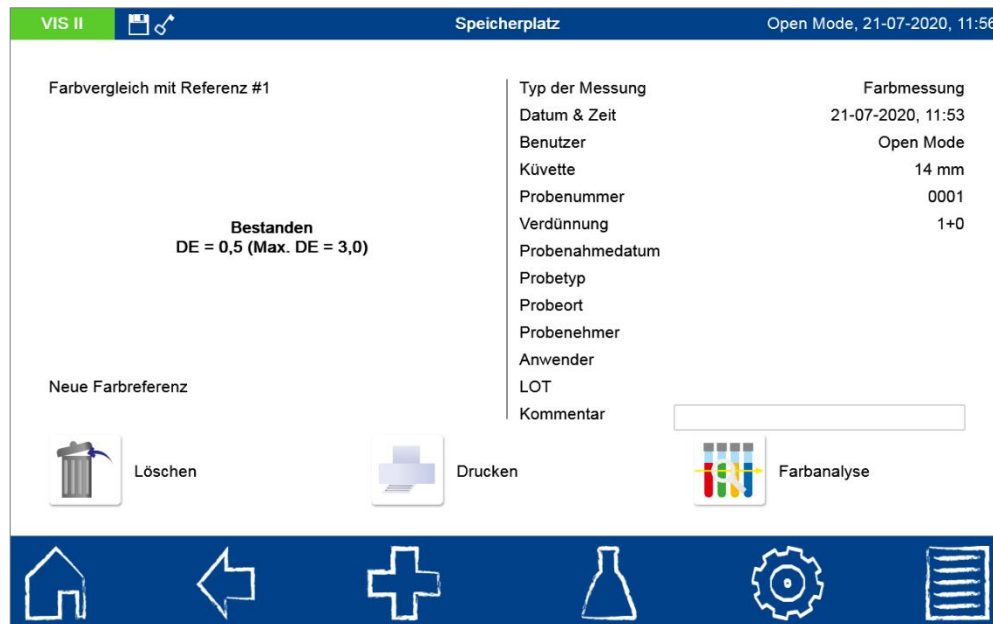 VIS II
Speicherplatz
Open Mode, 21-07-2020, 11:56
Farbvergleich mit Referenz #1
Bestanden
DE = 0,5 (Max. DE = 3,0)
Neue Farbreferenz
Typ der Messung Farbmessung
Datum & Zeit 21-07-2020, 11:53
Benutzer Open Mode
Küvette 14 mm
Probenummer 0001
Verdünnung 1+0
Probenahmedatum
Probetyp
Probeort
Probenehmer
Anwender
LOT
Kommentar
Löschen
Drucken
Farbanalyse